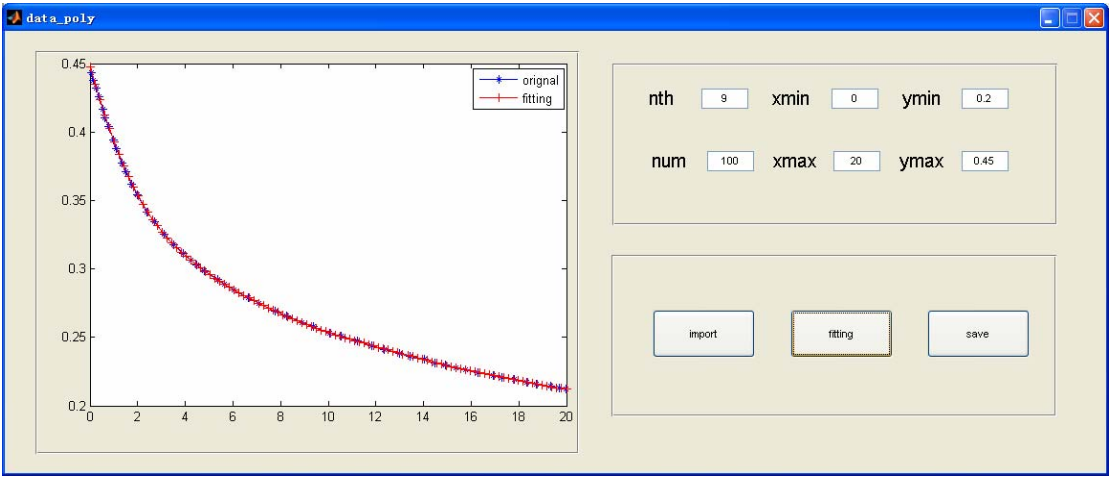 data_poly
0.45
0.4
0.35
0.3
0.25
0.2
0 2 4 6 8 10 12 14 16 18 20
orignal
fitting
nth 9 xmin 0 ymin 0.2
num 100 xmax 20 ymax 0.45
import fitting save